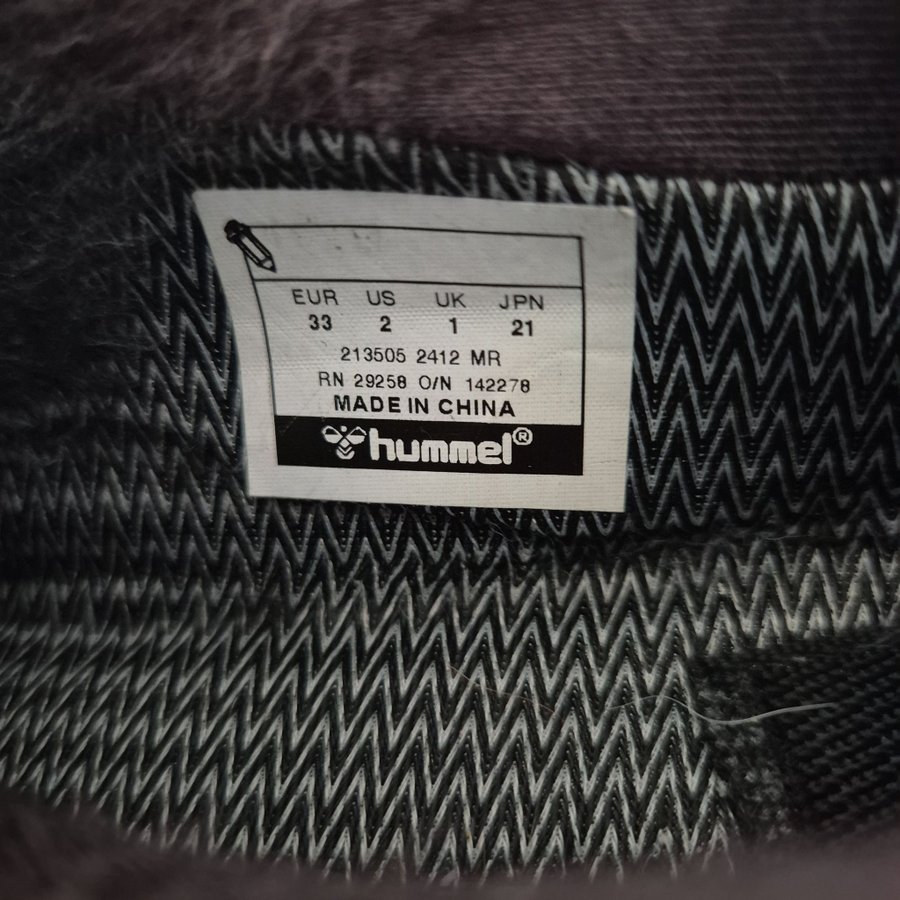 EUR US UK JPN
33 2 1 21
213505 2412 MR
RN 29258 O/N 142278
MADE IN CHINA
hummel®